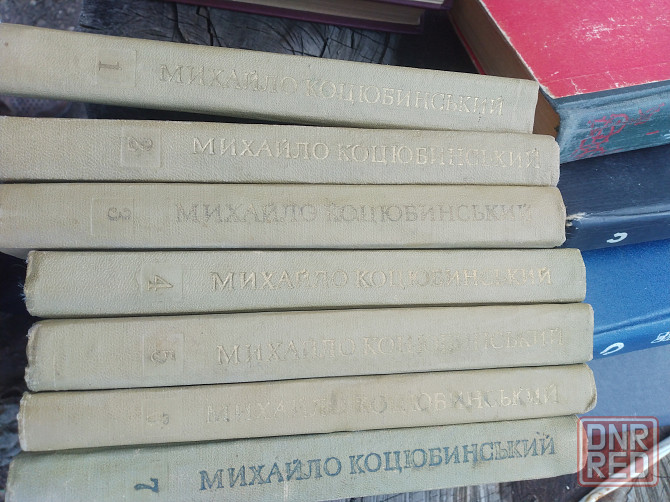 1 МИХАЙЛО КОЦЮБИНСЬКИЙ
2 МИХАЙЛО КОЦЮБИНСЬКИЙ
3 МИХАЙЛО КОЦЮБИНСЬКИЙ
4 МИХАЙЛО КОЦЮБИНСЬКИЙ
5 МИХАЙЛО КОЦЮБИНСЬКИЙ
МИХАЙЛО КОЦЮБИНСЬКИЙ
7 МИХАЙЛО КОЦЮБИНСЬКИЙ
DNR
RED